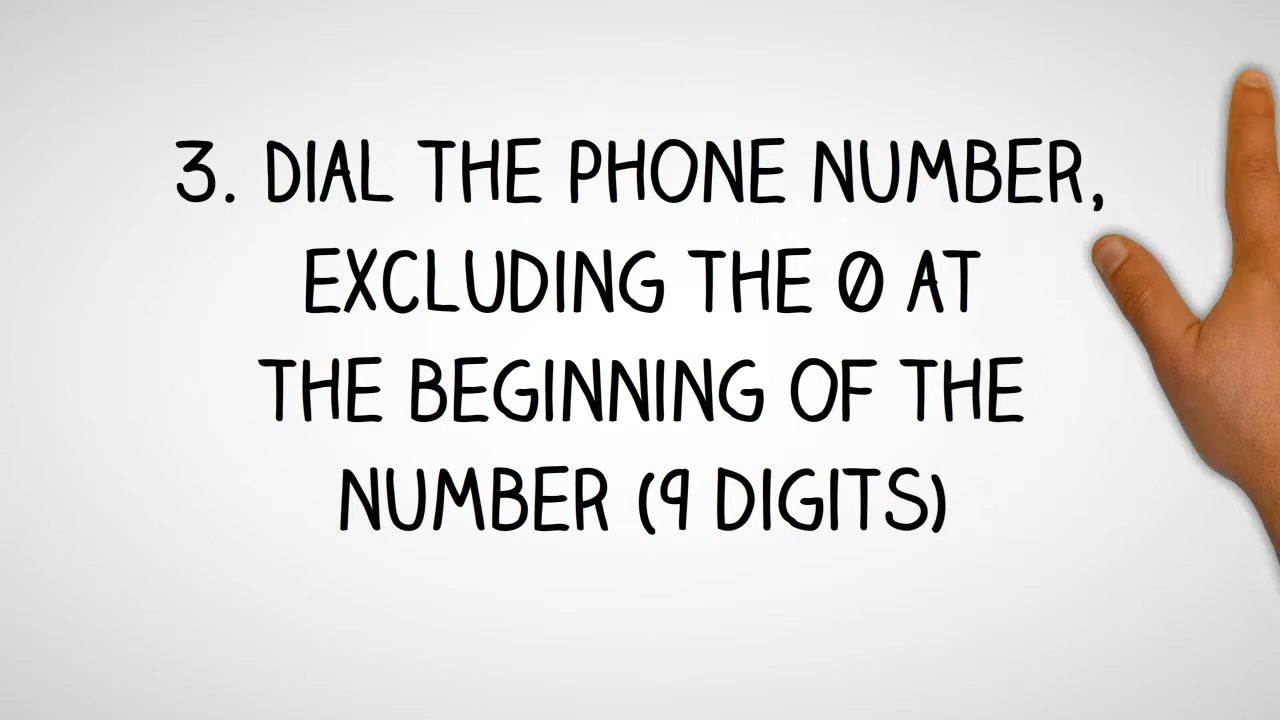 3. DIAL THE PHONE NUMBER,
EXCLUDING THE 0 AT
THE BEGINNING OF THE
NUMBER (9 DIGITS)